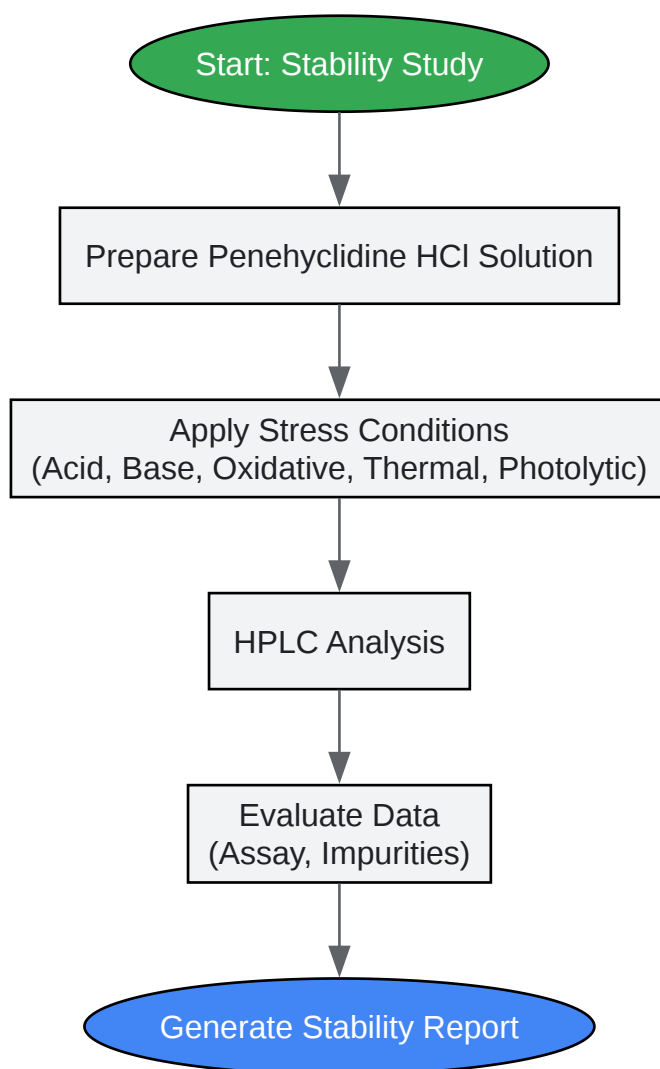 Start: Stability Study
Prepare Penehyclidine HCl Solution
Apply Stress Conditions
(Acid, Base, Oxidative, Thermal, Photolytic)
HPLC Analysis
Evaluate Data
(Assay, Impurities)
Generate Stability Report